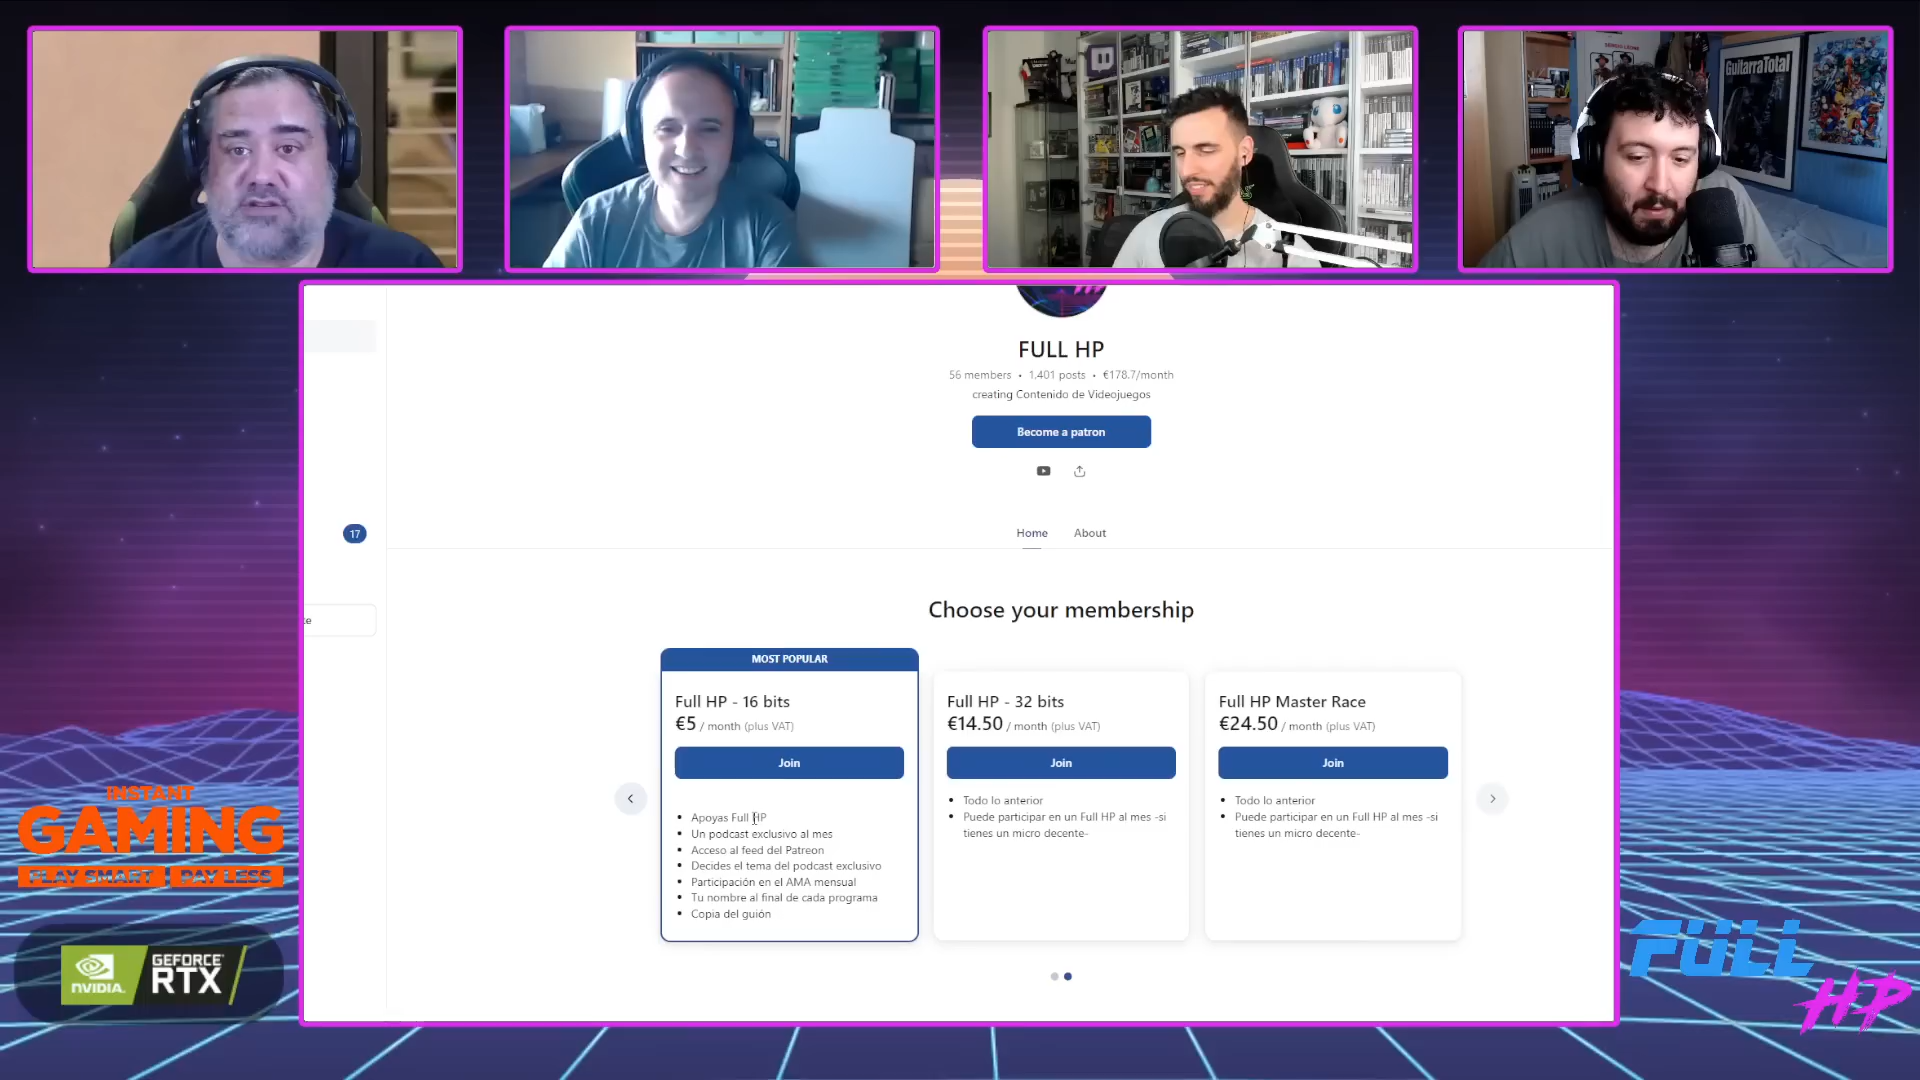 SERGIO LEONE
GuitarraTotal
FULL HP
56 members • 1,401 posts • €178.7/month
creating Contenido de Videojuegos
Become a patron
17
Home
About
Choose your membership
MOST POPULAR
Full HP - 16 bits
€5 / month (plus VAT)
Join
• Apoyas Full HP
• Un podcast exclusivo al mes
• Acceso al feed del Patreon
• Decides el tema del podcast exclusivo
• Participación en el AMA mensual
• Tu nombre al final de cada programa
• Copia del guión
Full HP - 32 bits
€14.50 / month (plus VAT)
Join
• Todo lo anterior
• Puede participar en un Full HP al mes -si
tienes un micro decente-
Full HP Master Race
€24.50 / month (plus VAT)
Join
• Todo lo anterior
• Puede participar en un Full HP al mes -si
tienes un micro decente-
INSTANT
GAMING
PLAY SMART PAY LESS
NVIDIA.
GEFORCE
RTX
FULL
HP